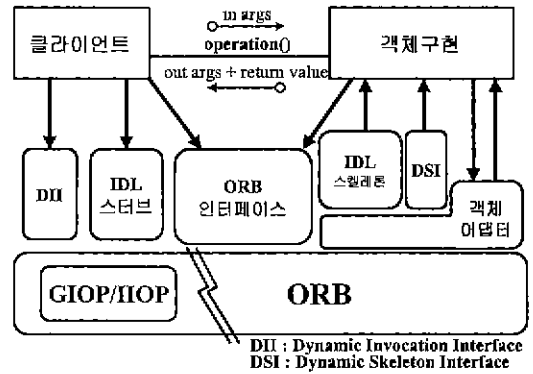 in args
클라이언트
operation()
객체구현
out args + return value
DII
IDL
스터브
ORB
인터페이스
IDL
스켈레톤
DSI
객체
어댑터
GIOP/IIOP
ORB
DII : Dynamic Invocation Interface
DSI : Dynamic Skeleton Interface